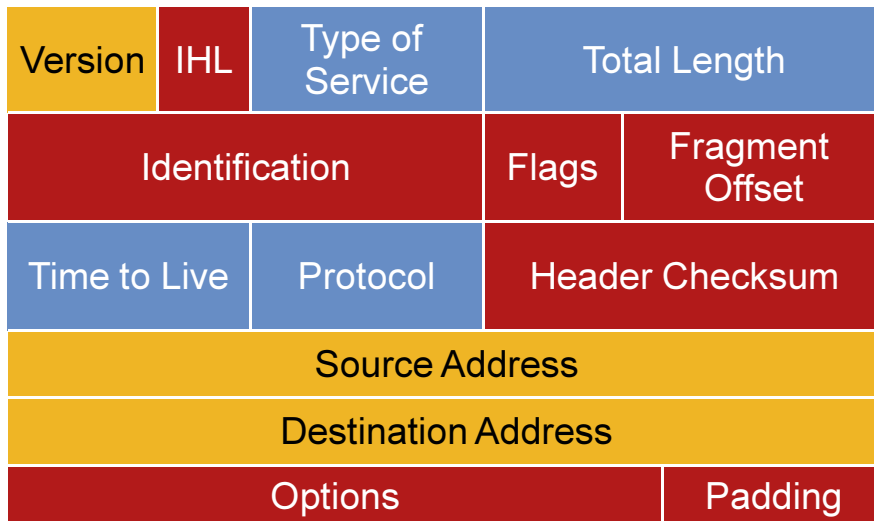 Version
IHL
Type of
Service
Total Length
Identification
Flags
Fragment
Offset
Time to Live
Protocol
Header Checksum
Source Address
Destination Address
Options
Padding